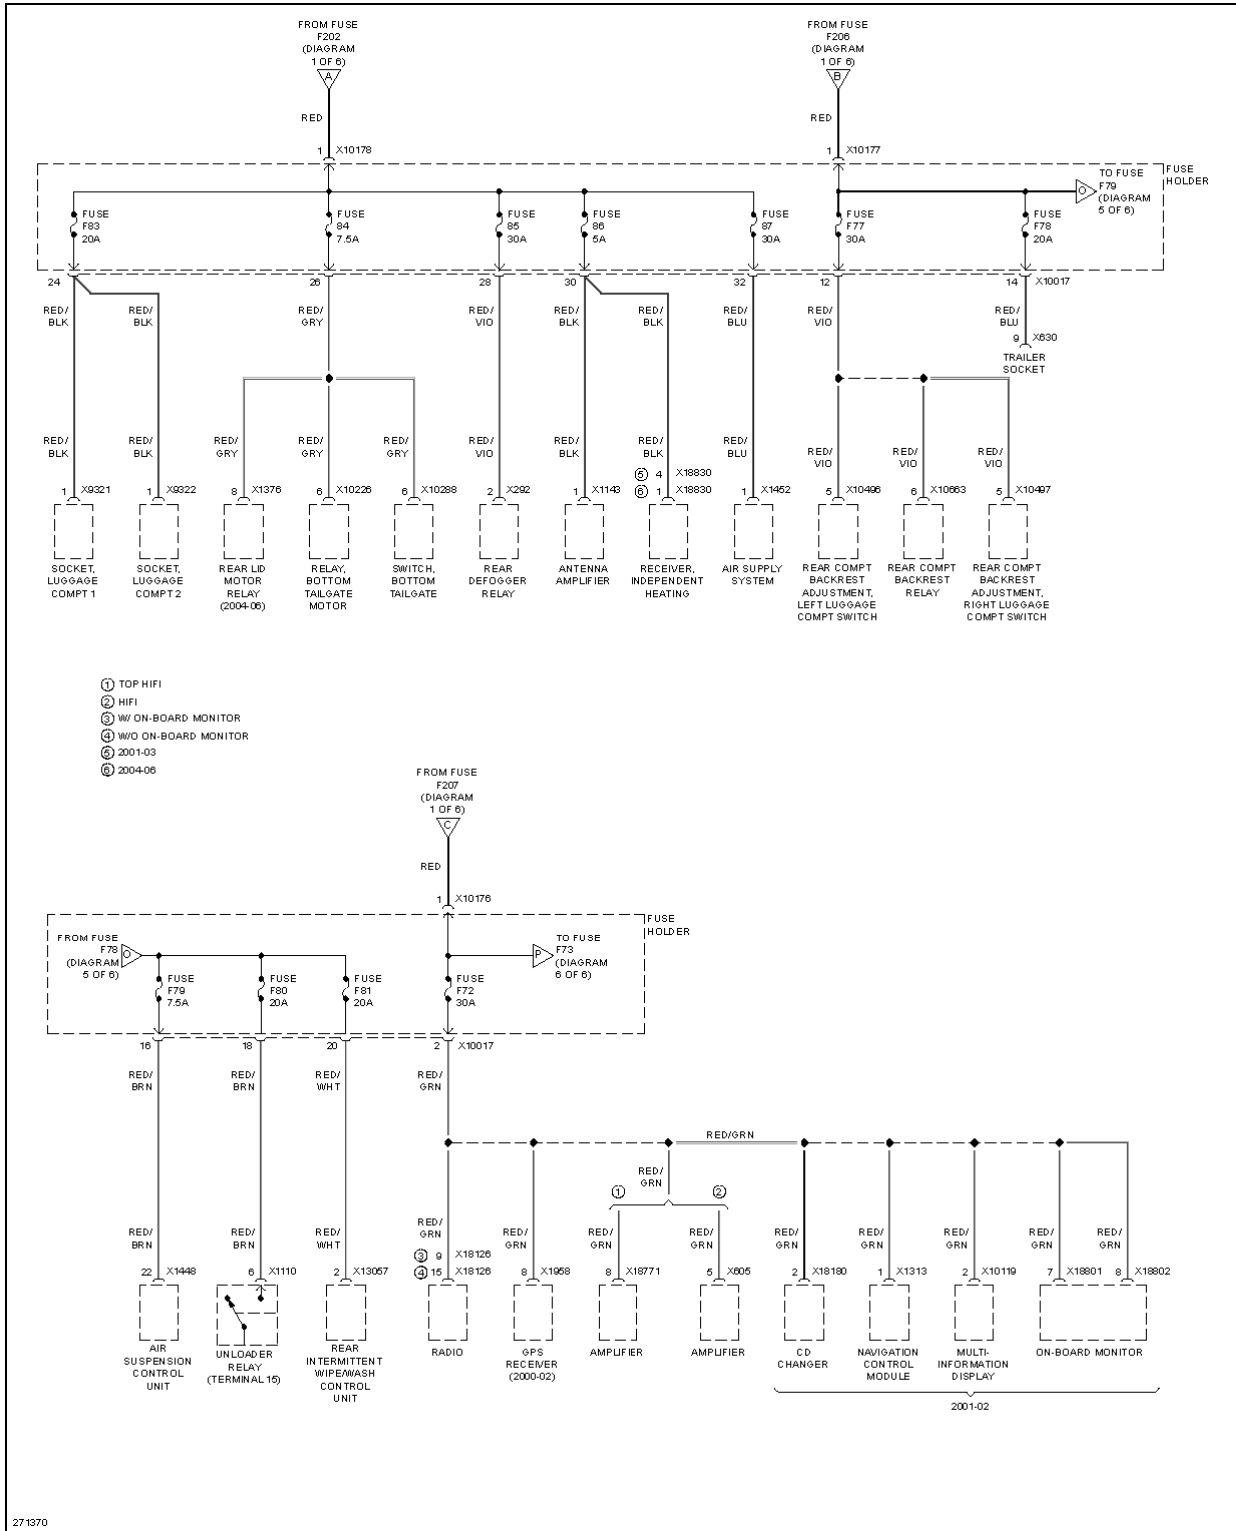 FROM FUSE
F202
(DIAGRAM
1 OF 6)
A
RED
1 X10178
FROM FUSE
F206
(DIAGRAM
1 OF 6)
B
RED
1 X10177
FUSE
HOLDER
TO FUSE
F79
(DIAGRAM
5 OF 6)
O
FUSE
F83
20A
FUSE
84
7.5A
FUSE
85
30A
FUSE
86
5A
FUSE
87
30A
FUSE
F77
30A
FUSE
F78
20A
24
26
28
30
32
12
14 X10017
RED/
BLK
RED/
BLK
RED/
GRY
RED/
VIO
RED/
BLK
RED/
BLK
RED/
BLU
RED/
VIO
RED/
BLU
9 X630
TRAILER
SOCKET
RED/
BLK
RED/
BLK
RED/
GRY
RED/
GRY
RED/
GRY
RED/
VIO
RED/
BLK
RED/
BLK
RED/
BLU
RED/
VIO
RED/
VIO
RED/
VIO
5 4 X18830
6 1 X18830
1 X9321
1 X9322
8 X1376
6 X10226
6 X10288
2 X292
1 X1143
1 X1452
5 X10496
6 X10663
5 X10497
SOCKET,
LUGGAGE
COMPT 1
SOCKET,
LUGGAGE
COMPT 2
REAR LID
MOTOR
RELAY
(2004-06)
RELAY,
BOTTOM
TAILGATE
MOTOR
SWITCH,
BOTTOM
TAILGATE
REAR
DEFOGGER
RELAY
ANTENNA
AMPLIFIER
RECEIVER,
INDEPENDENT
HEATING
AIR SUPPLY
SYSTEM
REAR COMPT
BACKREST
ADJUSTMENT,
LEFT LUGGAGE
COMPT SWITCH
REAR COMPT
BACKREST
RELAY
REAR COMPT
BACKREST
ADJUSTMENT,
RIGHT LUGGAGE
COMPT SWITCH
1 TOP HIFI
2 HIFI
3 W/ ON-BOARD MONITOR
4 W/O ON-BOARD MONITOR
5 2001-03
6 2004-06
FROM FUSE
F207
(DIAGRAM
1 OF 6)
C
RED
1 X10176
FUSE
HOLDER
FROM FUSE
F78
(DIAGRAM
5 OF 6)
O
TO FUSE
F73
(DIAGRAM
6 OF 6)
P
FUSE
F79
7.5A
FUSE
F80
20A
FUSE
F81
20A
FUSE
F72
30A
16
18
20
2 X10017
RED/
BRN
RED/
BRN
RED/
WHT
RED/
GRN
RED/GRN
RED/
GRN
1
2
RED/
BRN
RED/
BRN
RED/
WHT
RED/
GRN
RED/
GRN
RED/
GRN
RED/
GRN
RED/
GRN
RED/
GRN
RED/
GRN
RED/
GRN
RED/
GRN
3 9 X18126
4 15 X18126
22 X1448
6 X1110
2 X13057
8 X1958
8 X18771
5 X605
2 X18180
1 X1313
2 X10119
7 X18801
8 X18802
AIR
SUSPENSION
CONTROL
UNIT
UNLOADER
RELAY
(TERMINAL 15)
REAR
INTERMITTENT
WIPE/WASH
CONTROL
UNIT
RADIO
GPS
RECEIVER
(2000-02)
AMPLIFIER
AMPLIFIER
CD
CHANGER
NAVIGATION
CONTROL
MODULE
MULTI-
INFORMATION
DISPLAY
ON-BOARD MONITOR
2001-02
271370